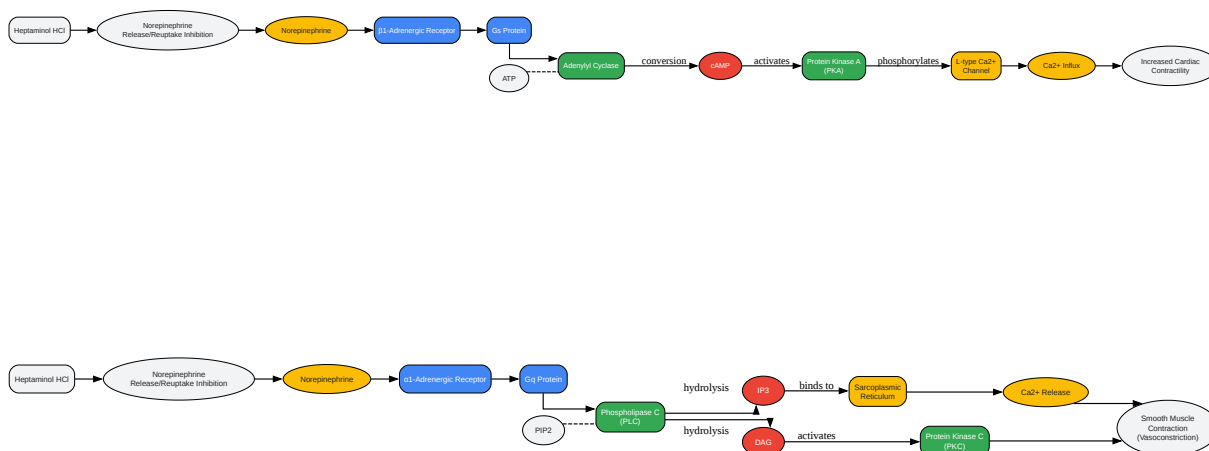 Heptaminol HCl
Norepinephrine
Release/Reuptake Inhibition
Norepinephrine
β1-Adrenergic Receptor
Gs Protein
ATP
Adenylyl Cyclase
conversion
cAMP
activates
Protein Kinase A
(PKA)
phosphorylates
L-type Ca2+
Channel
Ca2+ Influx
Increased Cardiac
Contractility
Heptaminol HCl
Norepinephrine
Release/Reuptake Inhibition
Norepinephrine
α1-Adrenergic Receptor
Gq Protein
PIP2
Phospholipase C
(PLC)
hydrolysis
IP3
binds to
Sarcoplasmic
Reticulum
Ca2+ Release
hydrolysis
DAG
activates
Protein Kinase C
(PKC)
Smooth Muscle
Contraction
(Vasoconstriction)